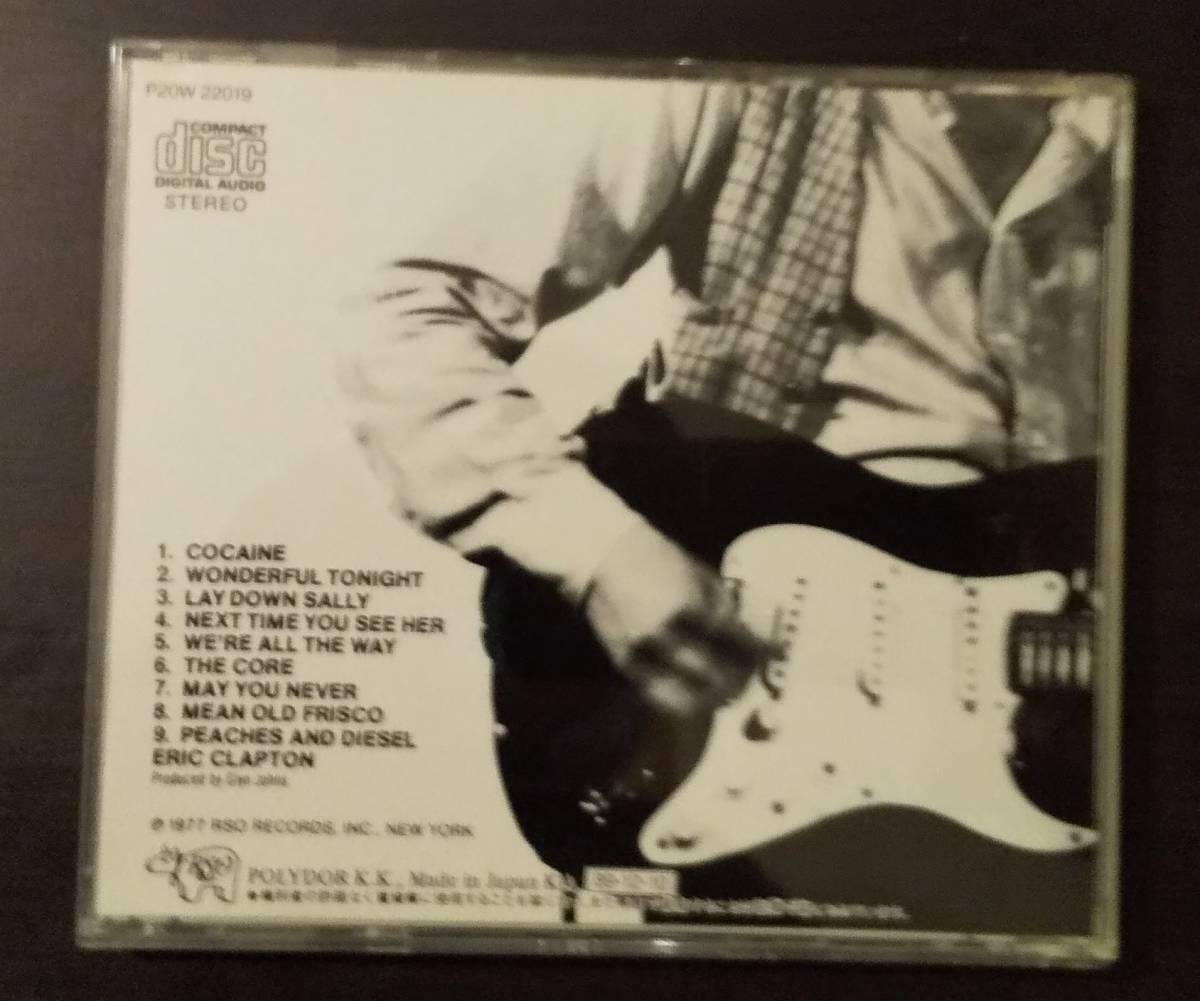 P20W 22019
COMPACT
disc
DIGITAL AUDIO
STEREO
1. COCAINE
2. WONDERFUL TONIGHT
3. LAY DOWN SALLY
4. NEXT TIME YOU SEE HER
5. WE'RE ALL THE WAY
6. THE CORE
7. MAY YOU NEVER
8. MEAN OLD FRISCO
9. PEACHES AND DIESEL
ERIC CLAPTON
Produced by Glyn Johns
℗ 1977 RSO RECORDS, INC., NEW YORK
RSO POLYDOR K.K., Made in Japan